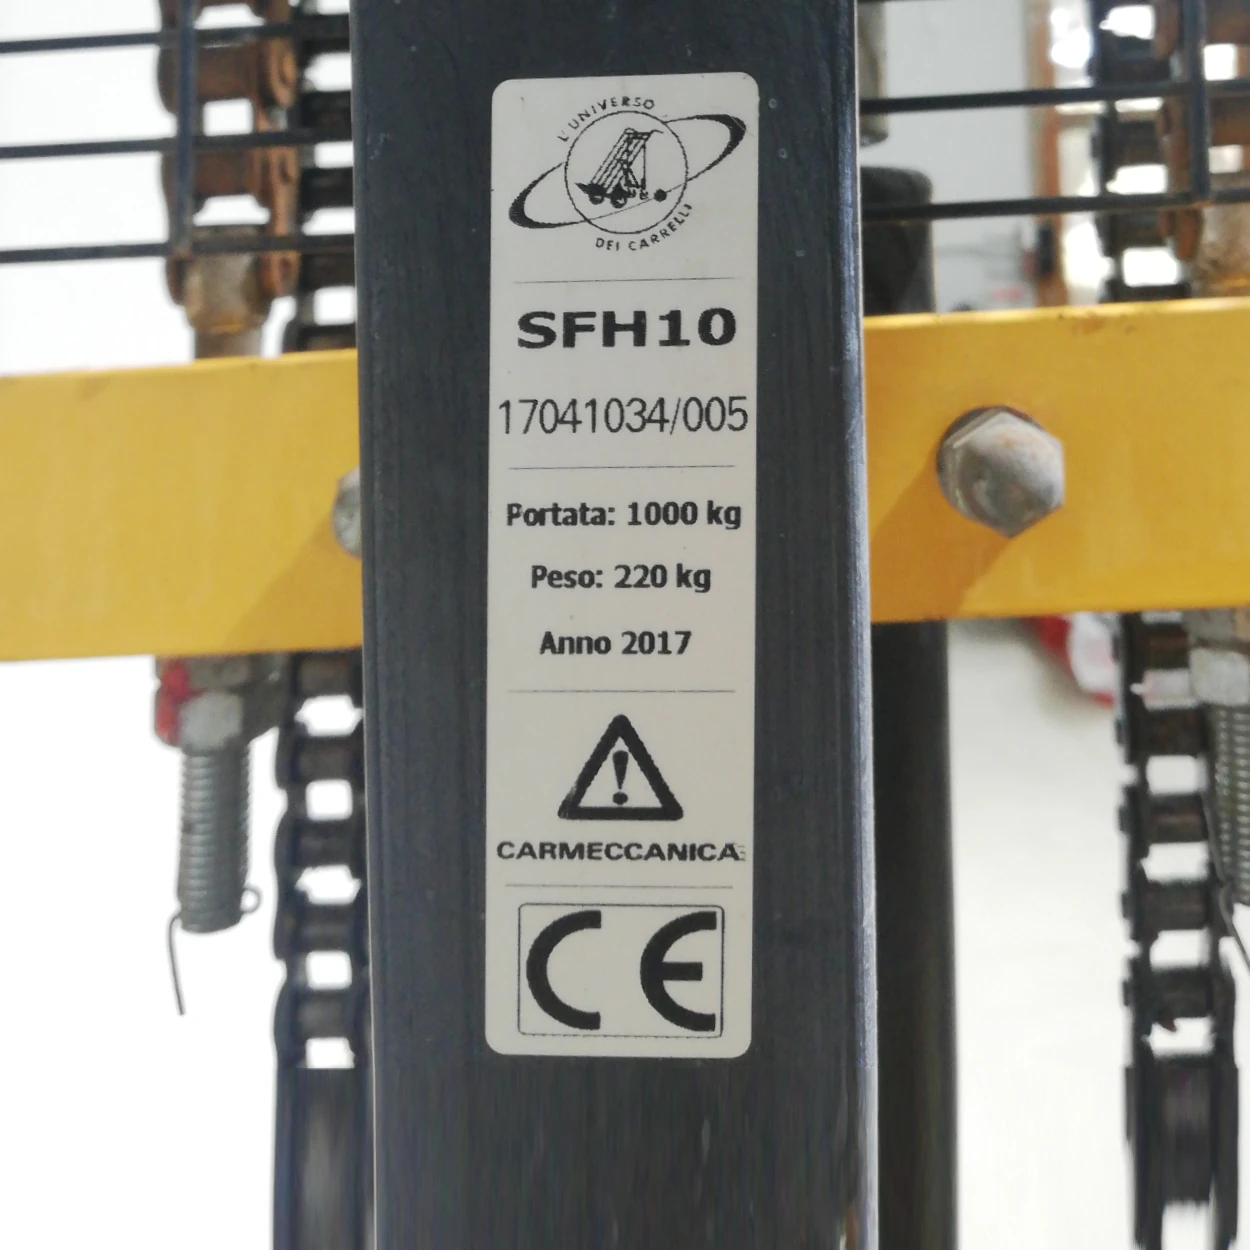 L'UNIVERSO
DEI CARRELLI
SFH10
17041034/005
Portata: 1000 kg
Peso: 220 kg
Anno 2017
CARMECCANICA
CE